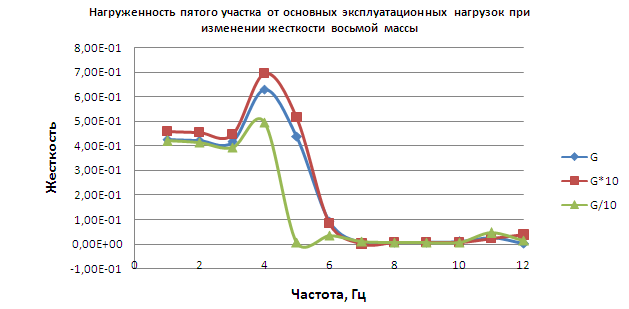 Нагруженность пятого участка от основных эксплуатационных нагрузок при
изменении жесткости восьмой массы
8,00E-01
7,00E-01
6,00E-01
5,00E-01
4,00E-01
3,00E-01
2,00E-01
1,00E-01
0,00E+00
-1,00E-01
Жесткость
0 2 4 6 8 10 12
Частота, Гц
G
G*10
G/10